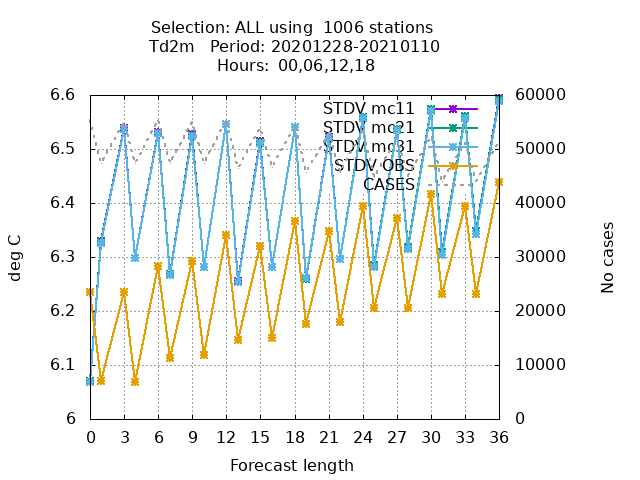 Selection: ALL using  1006 stations
Td2m   Period: 20201228-20210110
Hours:  00,06,12,18
STDV mc11
STDV mc21
STDV mc31
STDV OBS
CASES
6.6
6.5
6.4
6.3
6.2
6.1
6
deg C
60000
50000
40000
30000
20000
10000
0
No cases
0 3 6 9 12 15 18 21 24 27 30 33 36
Forecast length